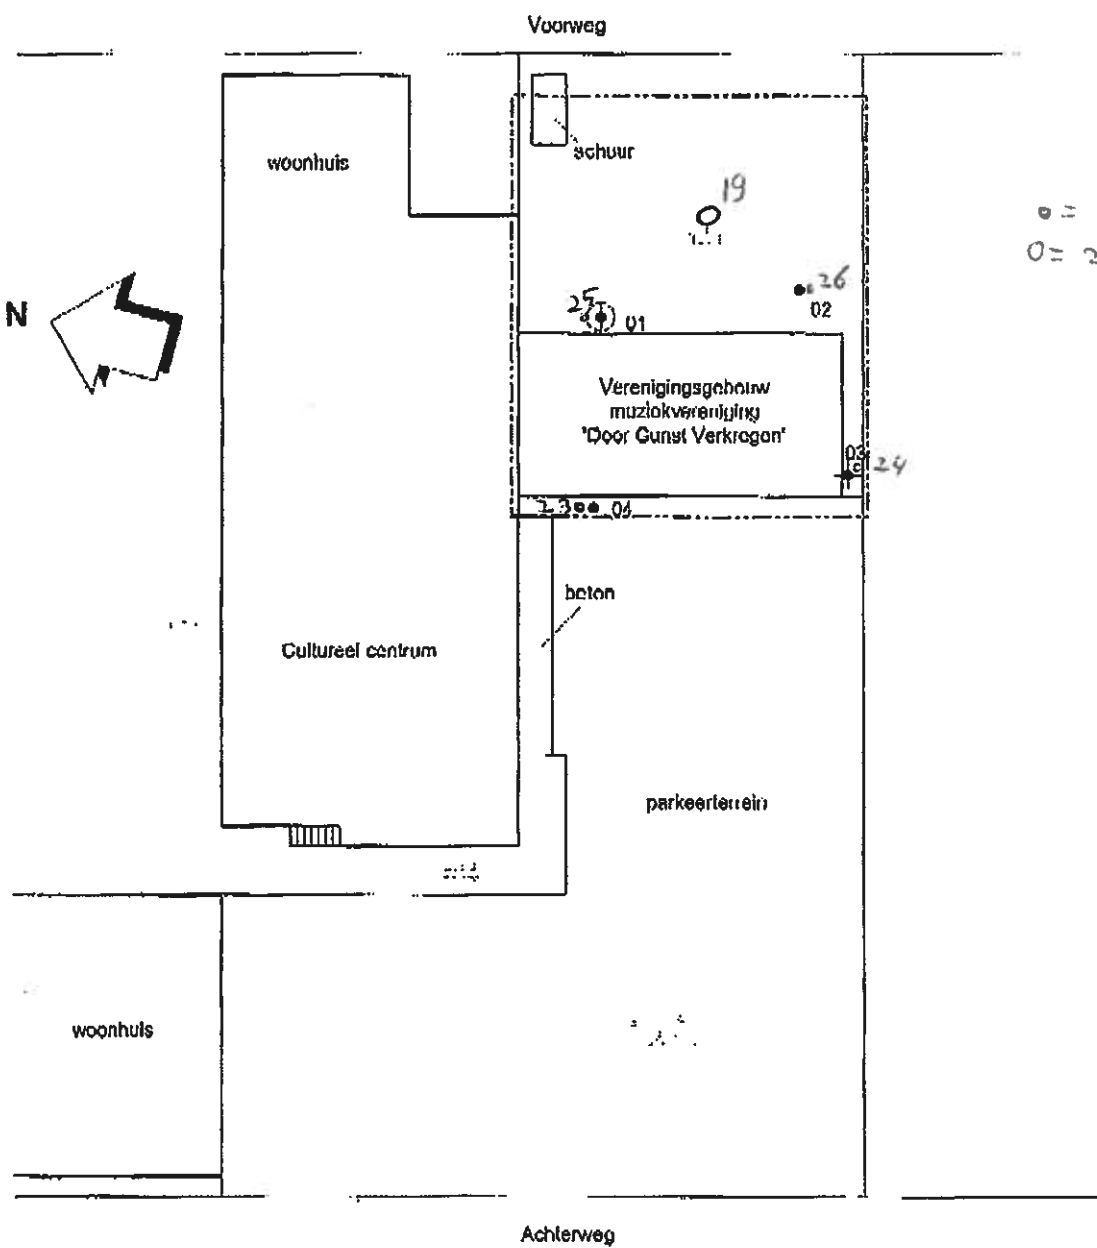 Voorweg
woonhuis
schuur
19
N
25
01
26
02
Verenigingsgebouw
muziekvereniging
'Door Gunst Verkregen'
03
24
23
04
beton
Cultureel centrum
parkeerterrein
woonhuis
Achterweg